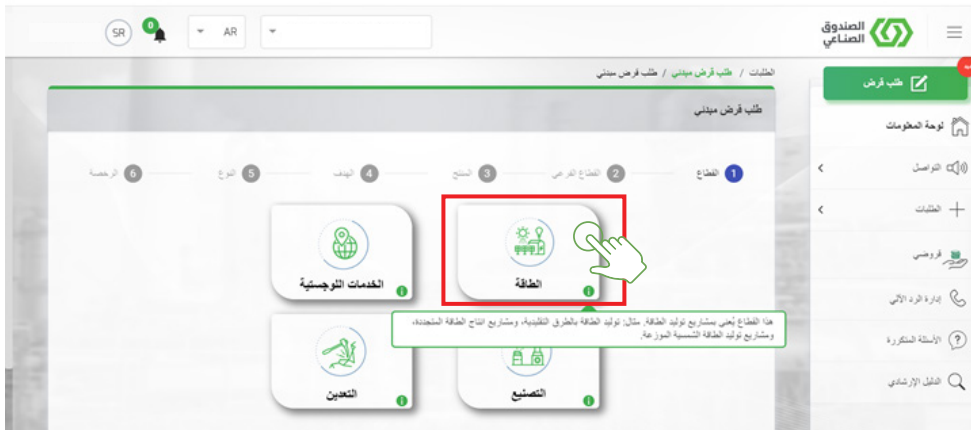 الصندوق
الصناعي
AR
0
SR
طلب قرض
لوحة المعلومات
التواصل
الطلبات
قروضي
إدارة الرد الآلي
الأسئلة المتكررة
الدليل الإرشادي
الطلبات / طلب قرض مبدئي / طلب قرض مبدئي
طلب قرض مبدئي
1 القطاع
2 القطاع الفرعي
3 المنتج
4 الهدف
5 النوع
6 الرخصة
الطاقة
الخدمات اللوجستية
هذا القطاع يُعنى بمشاريع توليد الطاقة. مثال: توليد الطاقة بالطرق التقليدية، ومشاريع انتاج الطاقة المتجددة،
ومشاريع توليد الطاقة الشمسية الموزعة.
التصنيع
التعدين